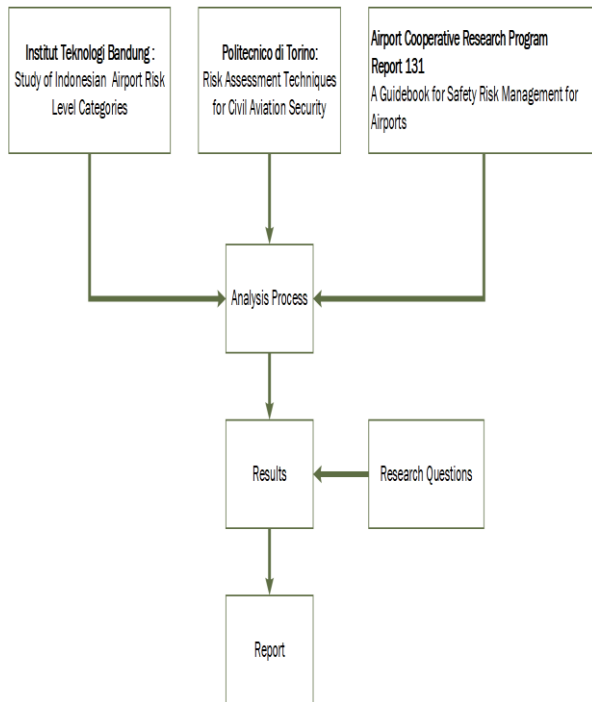 Institut Teknologi Bandung :
Study of Indonesian Airport Risk
Level Categories
Politecnico di Torino:
Risk Assessment Techniques
for Civil Aviation Security
Airport Cooperative Research Program
Report 131
A Guidebook for Safety Risk Management for
Airports
Analysis Process
Results
Research Questions
Report